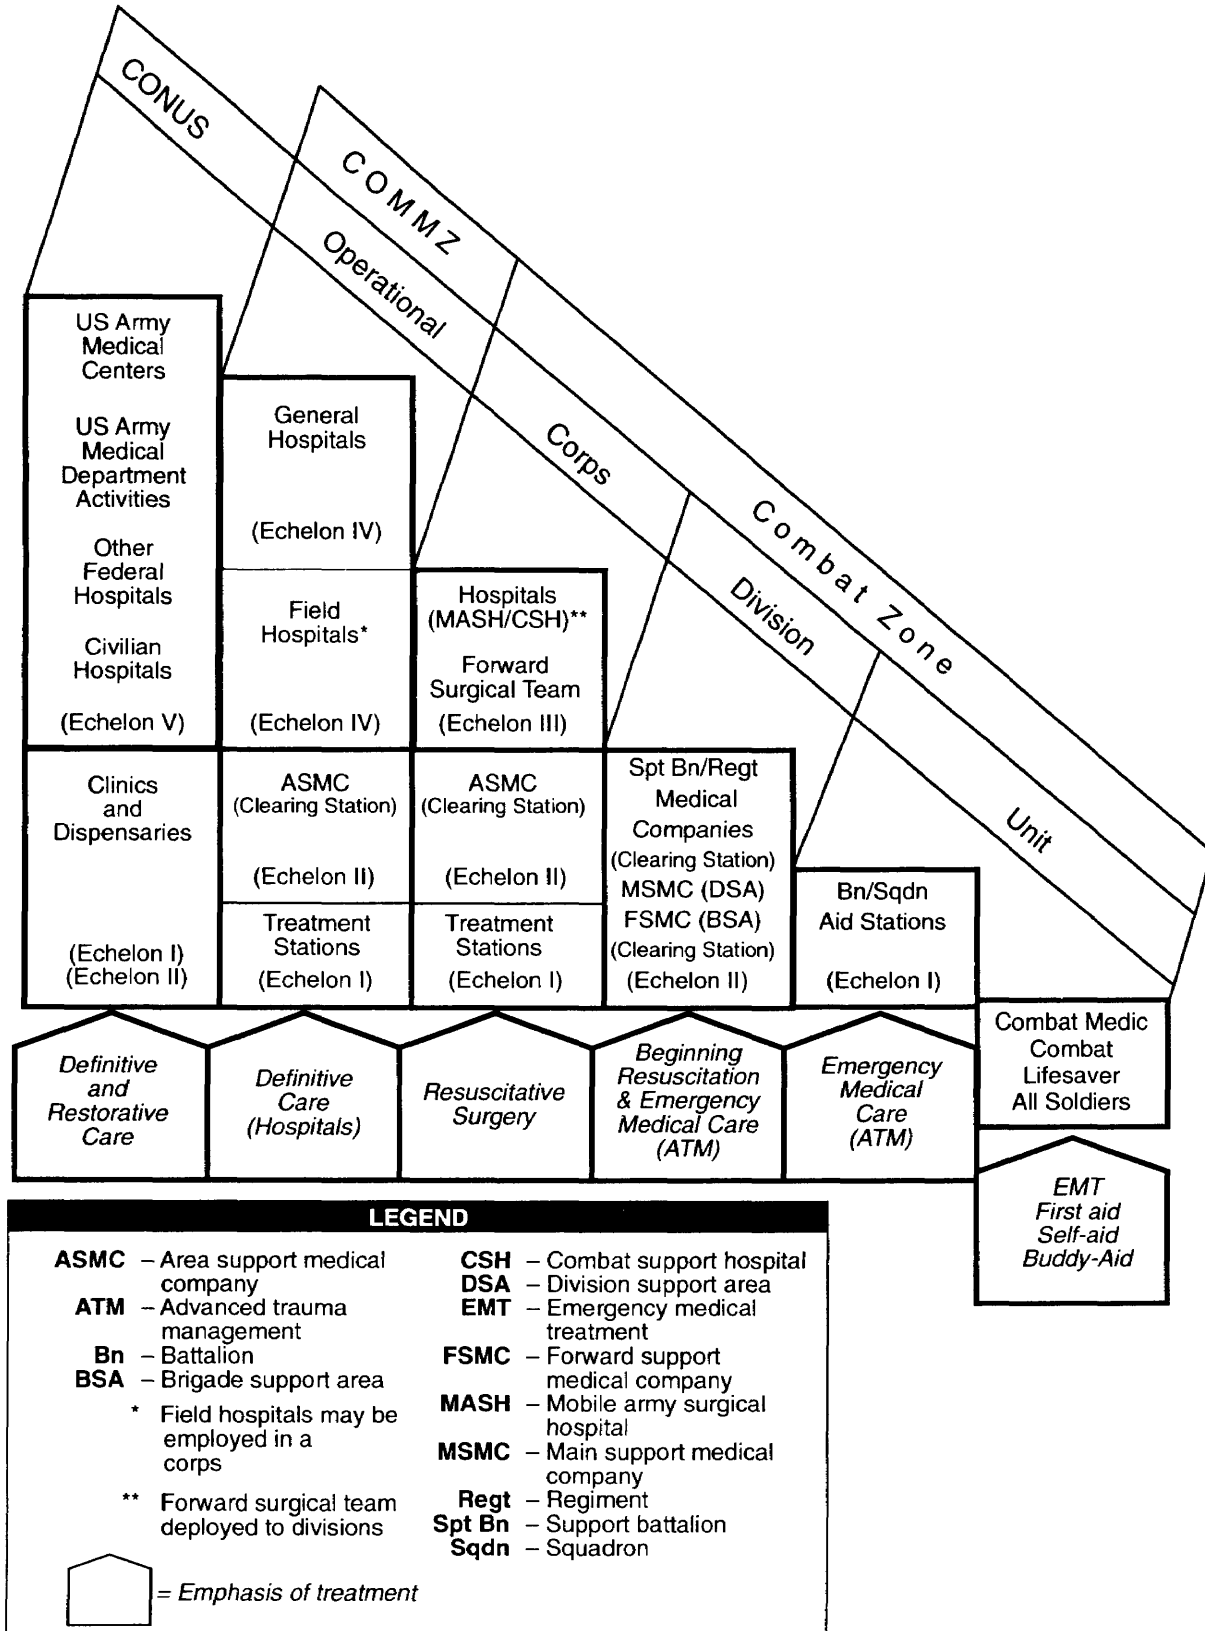 CONUS
COMMZ
Operational
Corps
Combat Zone
Division
Unit
US Army
Medical
Centers
US Army
Medical
Department
Activities
Other
Federal
Hospitals
Civilian
Hospitals
(Echelon V)
Clinics
and
Dispensaries
(Echelon I)
(Echelon II)
General
Hospitals
(Echelon IV)
Field
Hospitals*
(Echelon IV)
ASMC
(Clearing Station)
(Echelon II)
Treatment
Stations
(Echelon I)
Hospitals
(MASH/CSH)**
Forward
Surgical Team
(Echelon III)
ASMC
(Clearing Station)
(Echelon II)
Treatment
Stations
(Echelon I)
Spt Bn/Regt
Medical
Companies
(Clearing Station)
MSMC (DSA)
FSMC (BSA)
(Clearing Station)
(Echelon II)
Bn/Sqdn
Aid Stations
(Echelon I)
Combat Medic
Combat
Lifesaver
All Soldiers
Definitive
and
Restorative
Care
Definitive
Care
(Hospitals)
Resuscitative
Surgery
Beginning
Resuscitation
& Emergency
Medical Care
(ATM)
Emergency
Medical
Care
(ATM)
EMT
First aid
Self-aid
Buddy-Aid
LEGEND
ASMC – Area support medical
company
ATM – Advanced trauma
management
Bn – Battalion
BSA – Brigade support area
* Field hospitals may be
employed in a
corps
** Forward surgical team
deployed to divisions
= Emphasis of treatment
CSH – Combat support hospital
DSA – Division support area
EMT – Emergency medical
treatment
FSMC – Forward support
medical company
MASH – Mobile army surgical
hospital
MSMC – Main support medical
company
Regt – Regiment
Spt Bn – Support battalion
Sqdn – Squadron